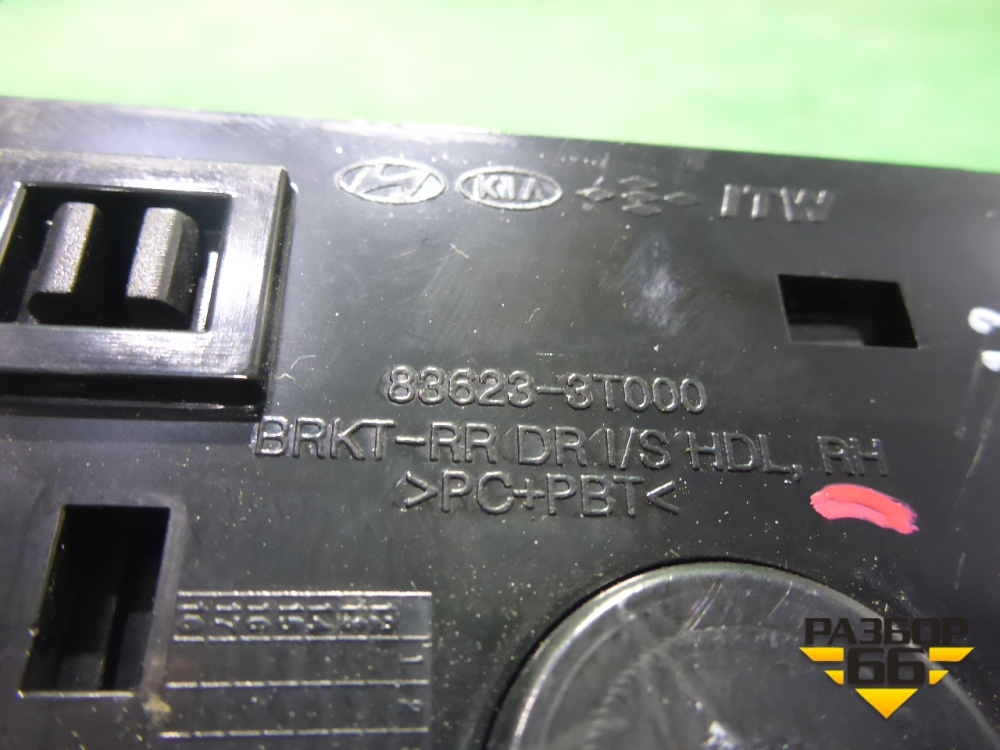 KIA ITW
83623-3T000
BRKT-RR DR I/S HDL, RH
>PC+PBT<
РАЗБОР
66